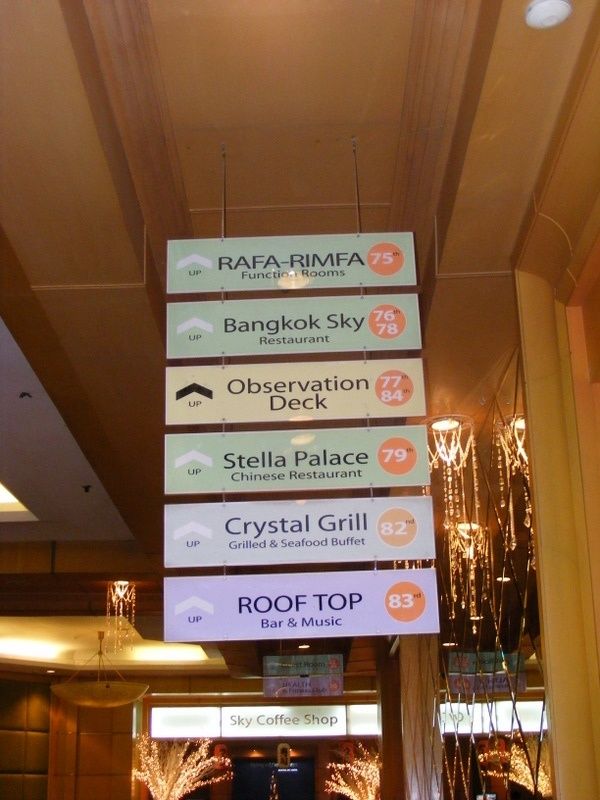 RAFA-RIMFA 75th
UP Function Rooms
Bangkok Sky 76th
UP Restaurant 78
Observation 77th
UP Deck 84th
Stella Palace 79th
UP Chinese Restaurant
Crystal Grill 82nd
UP Grilled & Seafood Buffet
ROOF TOP 83rd
UP Bar & Music
Room
HEALTH
Sky Coffee Shop